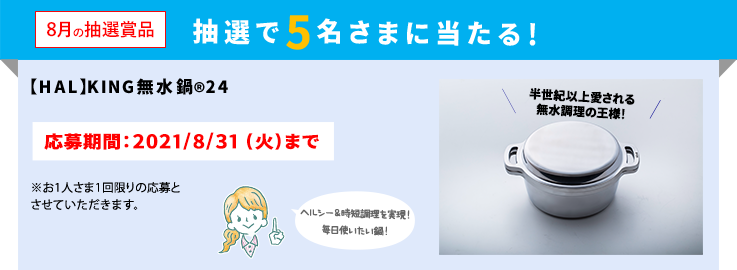 8月の抽選賞品
抽選で5名さまに当たる！
【HAL】KING無水鍋®24
応募期間：2021/8/31（火）まで
※お1人さま1回限りの応募と
させていただきます。
ヘルシー&時短調理を実現！
毎日使いたい鍋！
半世紀以上愛される
無水調理の王様！